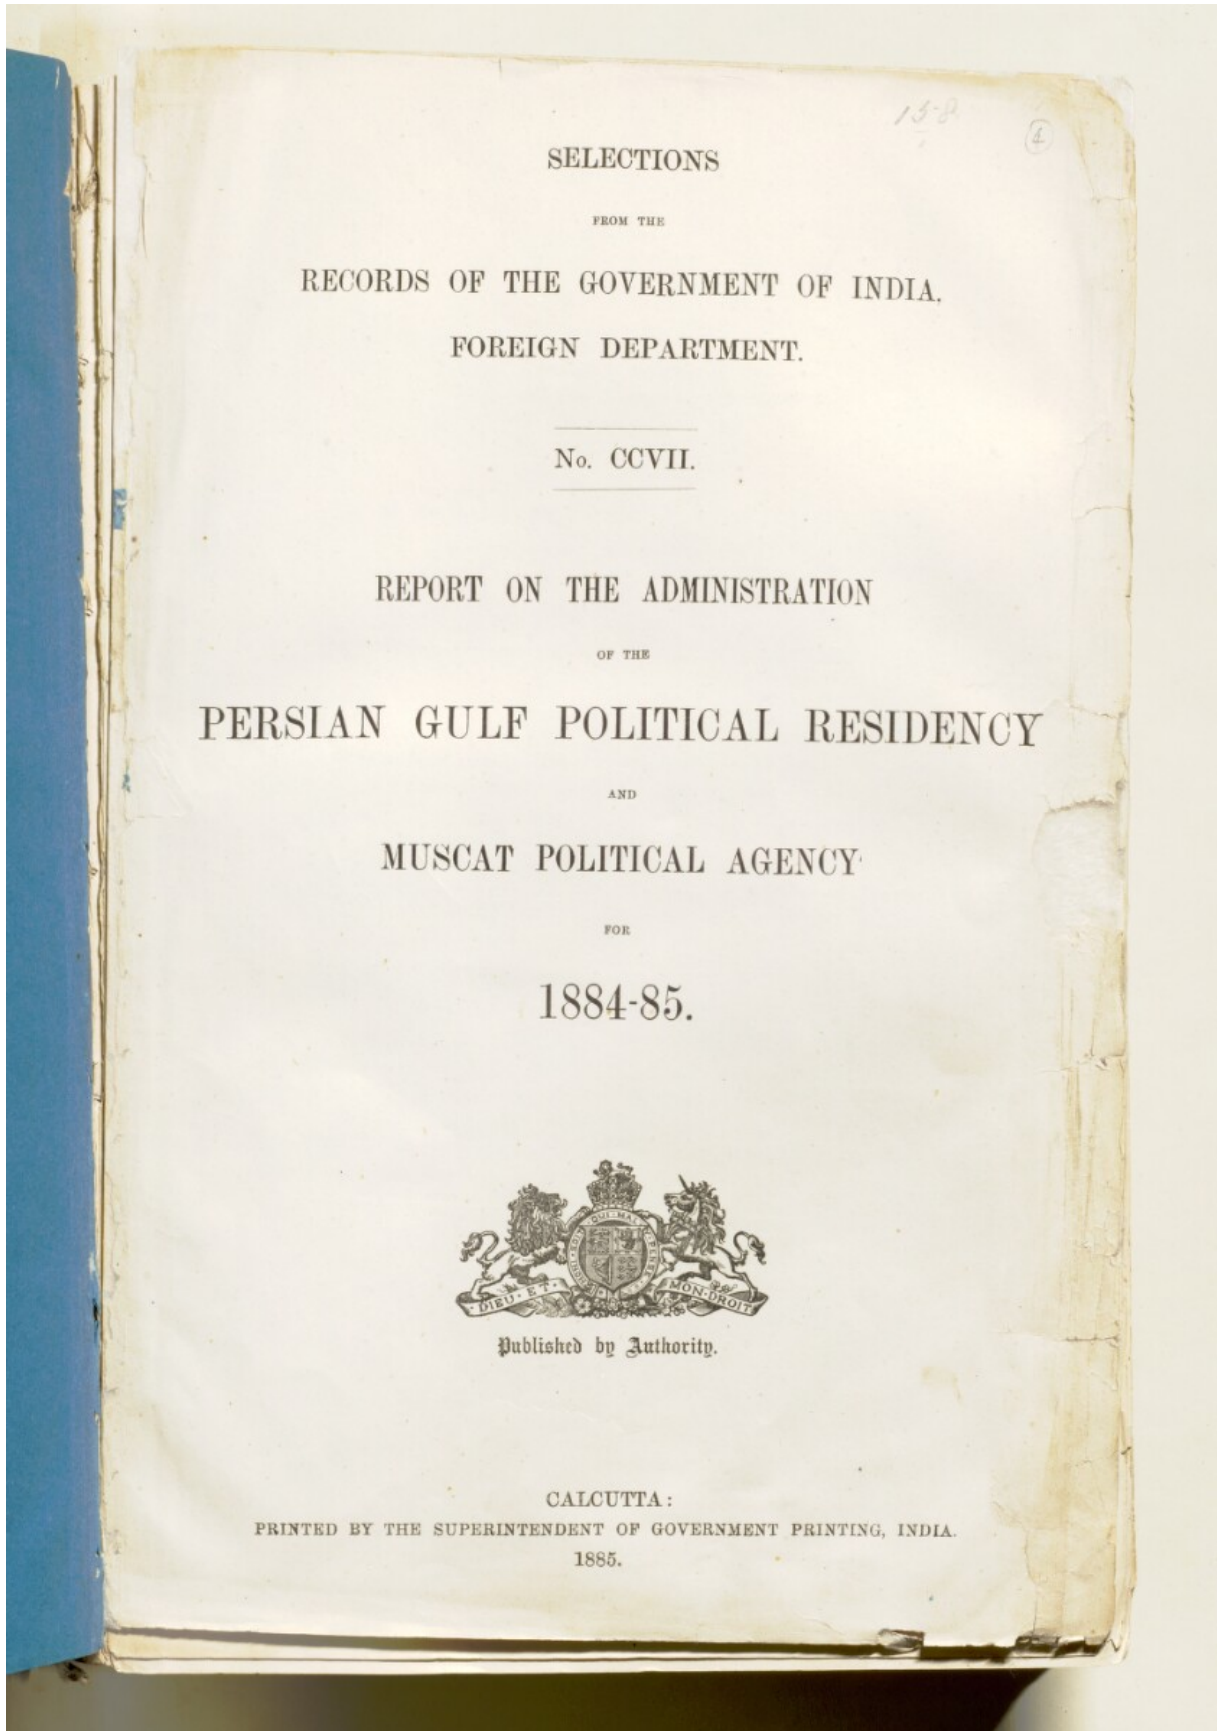 158
4
SELECTIONS
FROM THE
RECORDS OF THE GOVERNMENT OF INDIA.
FOREIGN DEPARTMENT.
No. CCVII.
REPORT ON THE ADMINISTRATION
OF THE
PERSIAN GULF POLITICAL RESIDENCY
AND
MUSCAT POLITICAL AGENCY
FOR
1884-85.
DIEU·ET·MON·DROIT
Published by Authority.
CALCUTTA:
PRINTED BY THE SUPERINTENDENT OF GOVERNMENT PRINTING, INDIA.
1885.